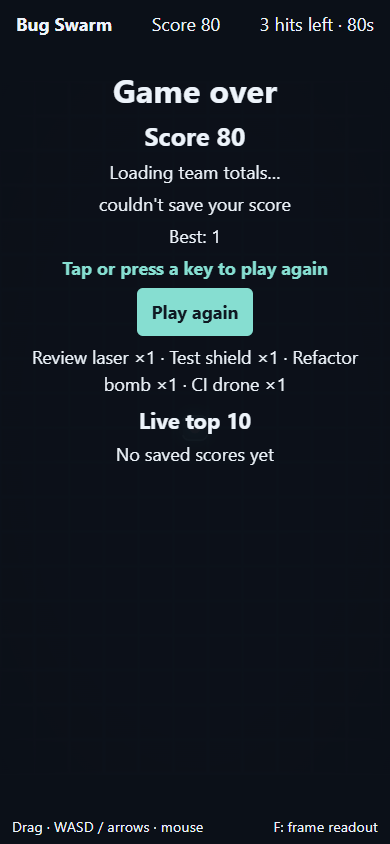 Bug Swarm Score 80 3 hits left · 80s
Game over
Score 80
Loading team totals...
couldn't save your score
Best: 1
Tap or press a key to play again
Play again
Review laser ×1 · Test shield ×1 · Refactor
bomb ×1 · CI drone ×1
Live top 10
No saved scores yet
Drag · WASD / arrows · mouse F: frame readout